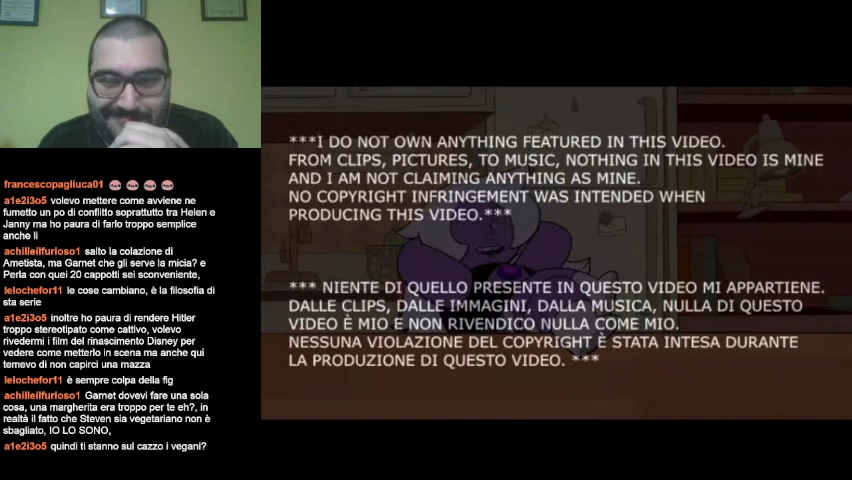 francescopagliuca01
a1e2i3o5 volevo mettere come avviene ne
fumetto un po di conflitto soprattutto tra Helen e
Janny ma ho paura di farlo troppo semplice
anche li
achilleilfurioso1 salto la colazione di
Ametista, ma Garnet che gli serve la micia? e
Perla con quei 20 cappotti sei sconveniente,
lelochefor11 le cose cambiano, è la filosofia di
sta serie
a1e2i3o5 inoltre ho paura di rendere Hitler
troppo stereotipato come cattivo, volevo
rivedermi i film del rinascimento Disney per
vedere come metterlo in scena ma anche qui
temevo di non capirci una mazza
lelochefor11 è sempre colpa della fig
achilleilfurioso1 Garnet dovevi fare una sola
cosa, una margherita era troppo per te eh?, in
realtà il fatto che Steven sia vegetariano non è
sbagliato, IO LO SONO,
a1e2i3o5 quindi ti stanno sul cazzo i vegani?
***I DO NOT OWN ANYTHING FEATURED IN THIS VIDEO.
FROM CLIPS, PICTURES, TO MUSIC, NOTHING IN THIS VIDEO IS MINE
AND I AM NOT CLAIMING ANYTHING AS MINE.
NO COPYRIGHT INFRINGEMENT WAS INTENDED WHEN
PRODUCING THIS VIDEO.***
*** NIENTE DI QUELLO PRESENTE IN QUESTO VIDEO MI APPARTIENE.
DALLE CLIPS, DALLE IMMAGINI, DALLA MUSICA, NULLA DI QUESTO
VIDEO È MIO E NON RIVENDICO NULLA COME MIO.
NESSUNA VIOLAZIONE DEL COPYRIGHT È STATA INTESA DURANTE
LA PRODUZIONE DI QUESTO VIDEO. ***